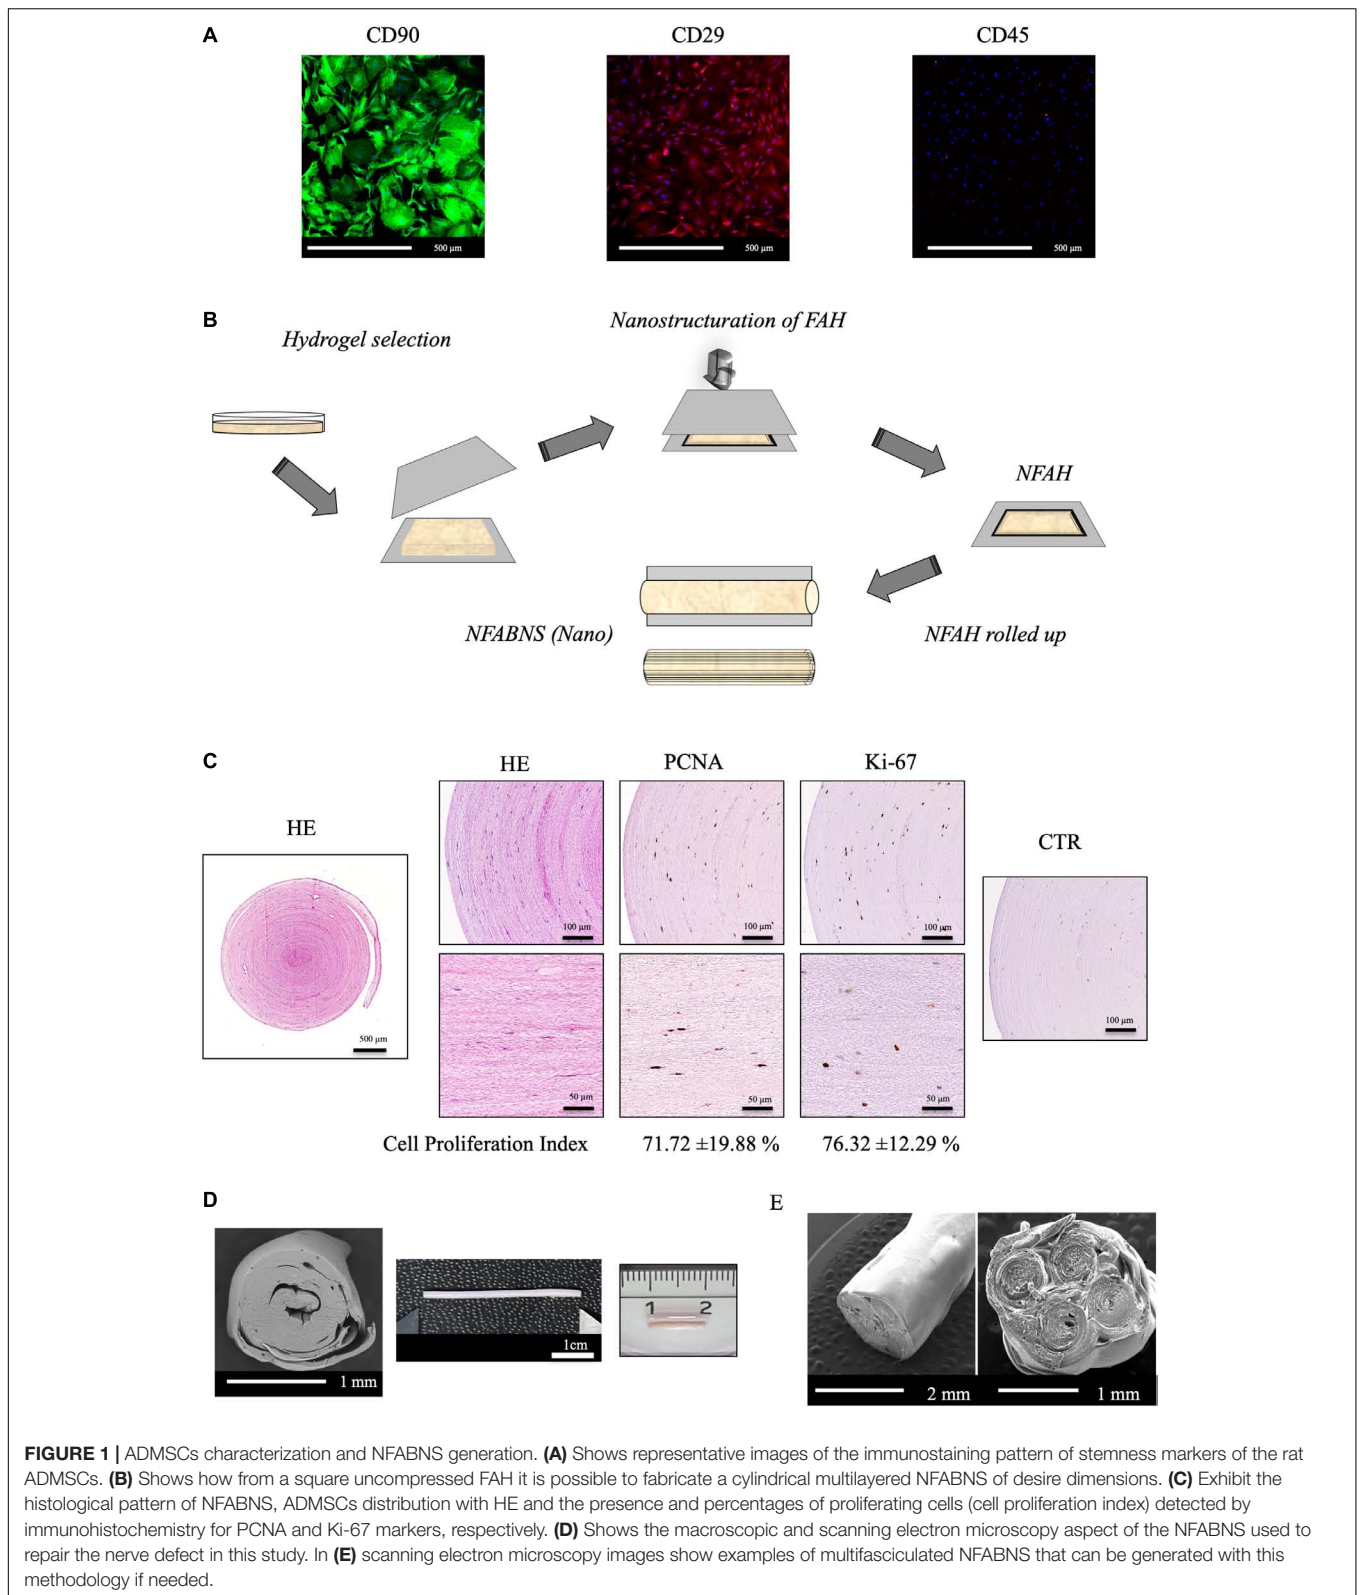 A
CD90
CD29
CD45
500 µm
500 µm
500 µm
B
Hydrogel selection
Nanostructuration of FAH
NFAH
NFABNS (Nano)
NFAH rolled up
C
HE
HE
PCNA
Ki-67
CTR
100 µm
100 µm
100 µm
500 µm
100 µm
50 µm
50 µm
50 µm
Cell Proliferation Index 71.72 ±19.88 % 76.32 ±12.29 %
D
E
1 mm
1cm
1 2
2 mm
1 mm
FIGURE 1 | ADMSCs characterization and NFABNS generation. (A) Shows representative images of the immunostaining pattern of stemness markers of the rat
ADMSCs. (B) Shows how from a square uncompressed FAH it is possible to fabricate a cylindrical multilayered NFABNS of desire dimensions. (C) Exhibit the
histological pattern of NFABNS, ADMSCs distribution with HE and the presence and percentages of proliferating cells (cell proliferation index) detected by
immunohistochemistry for PCNA and Ki-67 markers, respectively. (D) Shows the macroscopic and scanning electron microscopy aspect of the NFABNS used to
repair the nerve defect in this study. In (E) scanning electron microscopy images show examples of multifasciculated NFABNS that can be generated with this
methodology if needed.